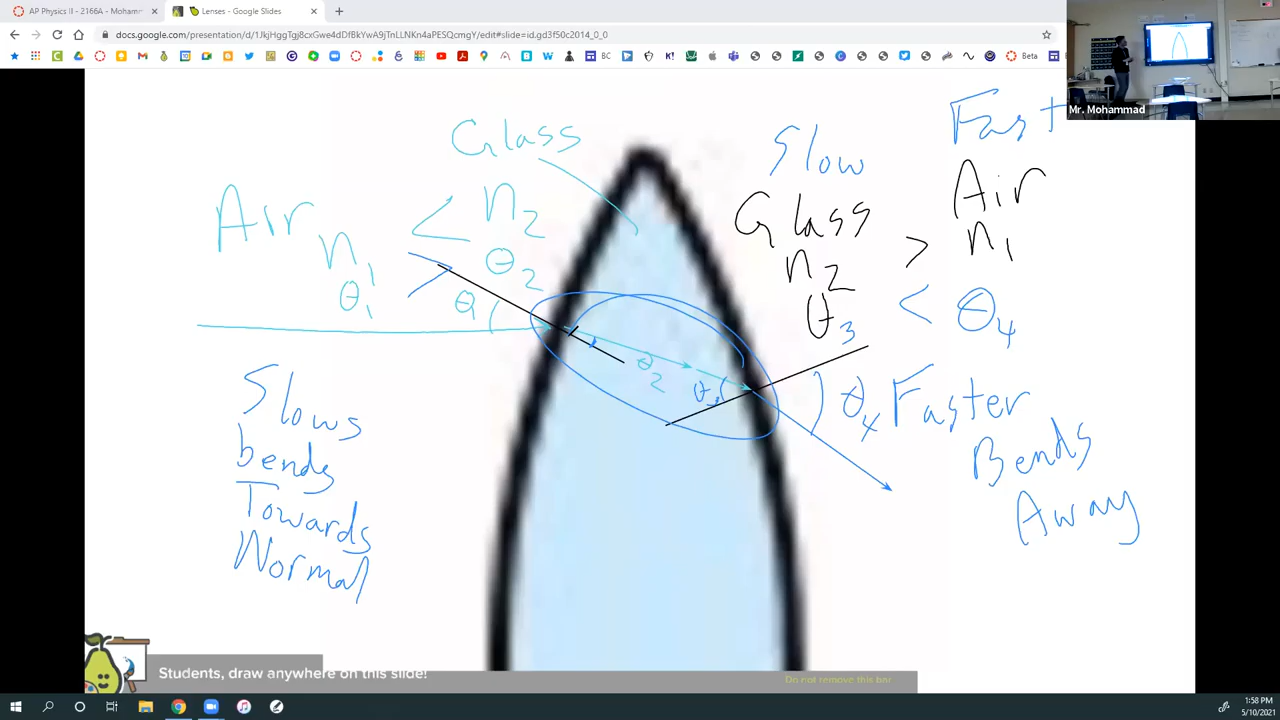 AP Physics II - 2166A - Mohamm
Lenses - Google Slides
docs.google.com/presentation/d/1JkjHggTgj8cxGwe4dDfBkYwA9jTnLLKNam4aPESQcmQ/edit#slide=id.gd3f50c2014_0_0
BC
Beta
Mr. Mohammad
Glass
Slow
Fast
Air
n1
<
n2
Glass
Air
n2
>
n1
θ1
>
θ2
θ3
<
θ4
θ1
θ2
θ3
θ4
Faster
Bends
Away
Slows
bends
Towards
Normal
Students, draw anywhere on this slide!
Do not remove this bar
1:58 PM
5/10/2021